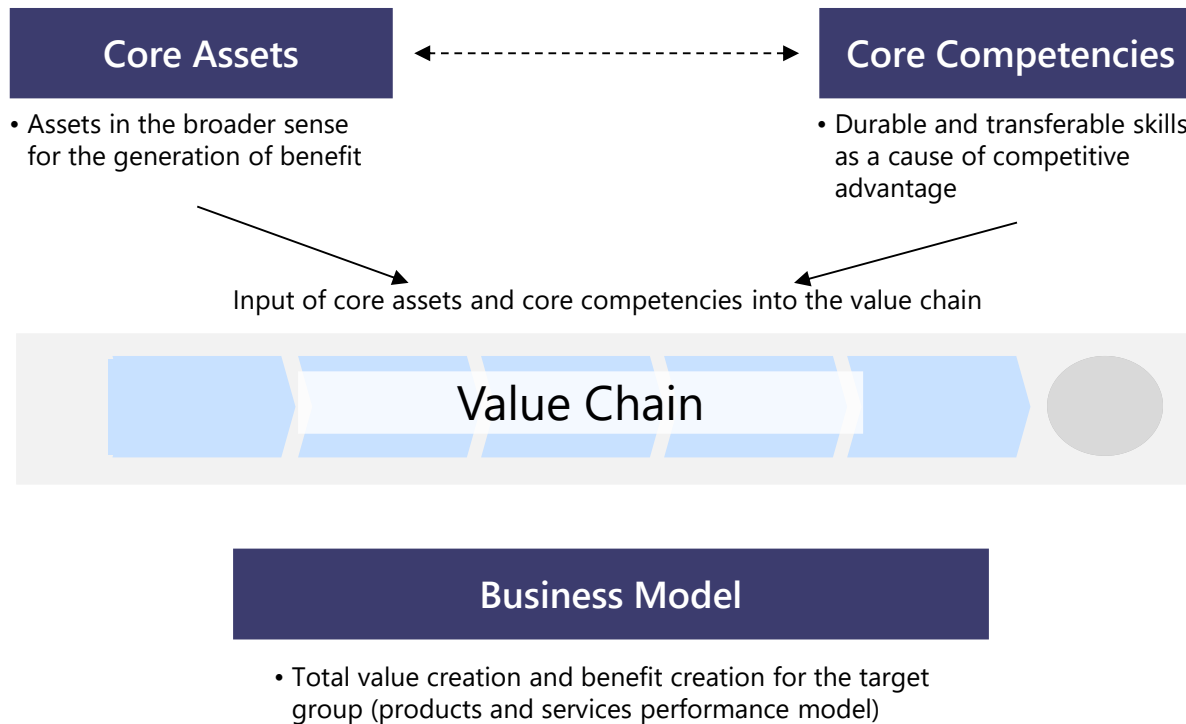 Core Assets
Core Competencies
• Assets in the broader sense
for the generation of benefit
• Durable and transferable skills
as a cause of competitive
advantage
Input of core assets and core competencies into the value chain
Value Chain
Business Model
• Total value creation and benefit creation for the target
group (products and services performance model)